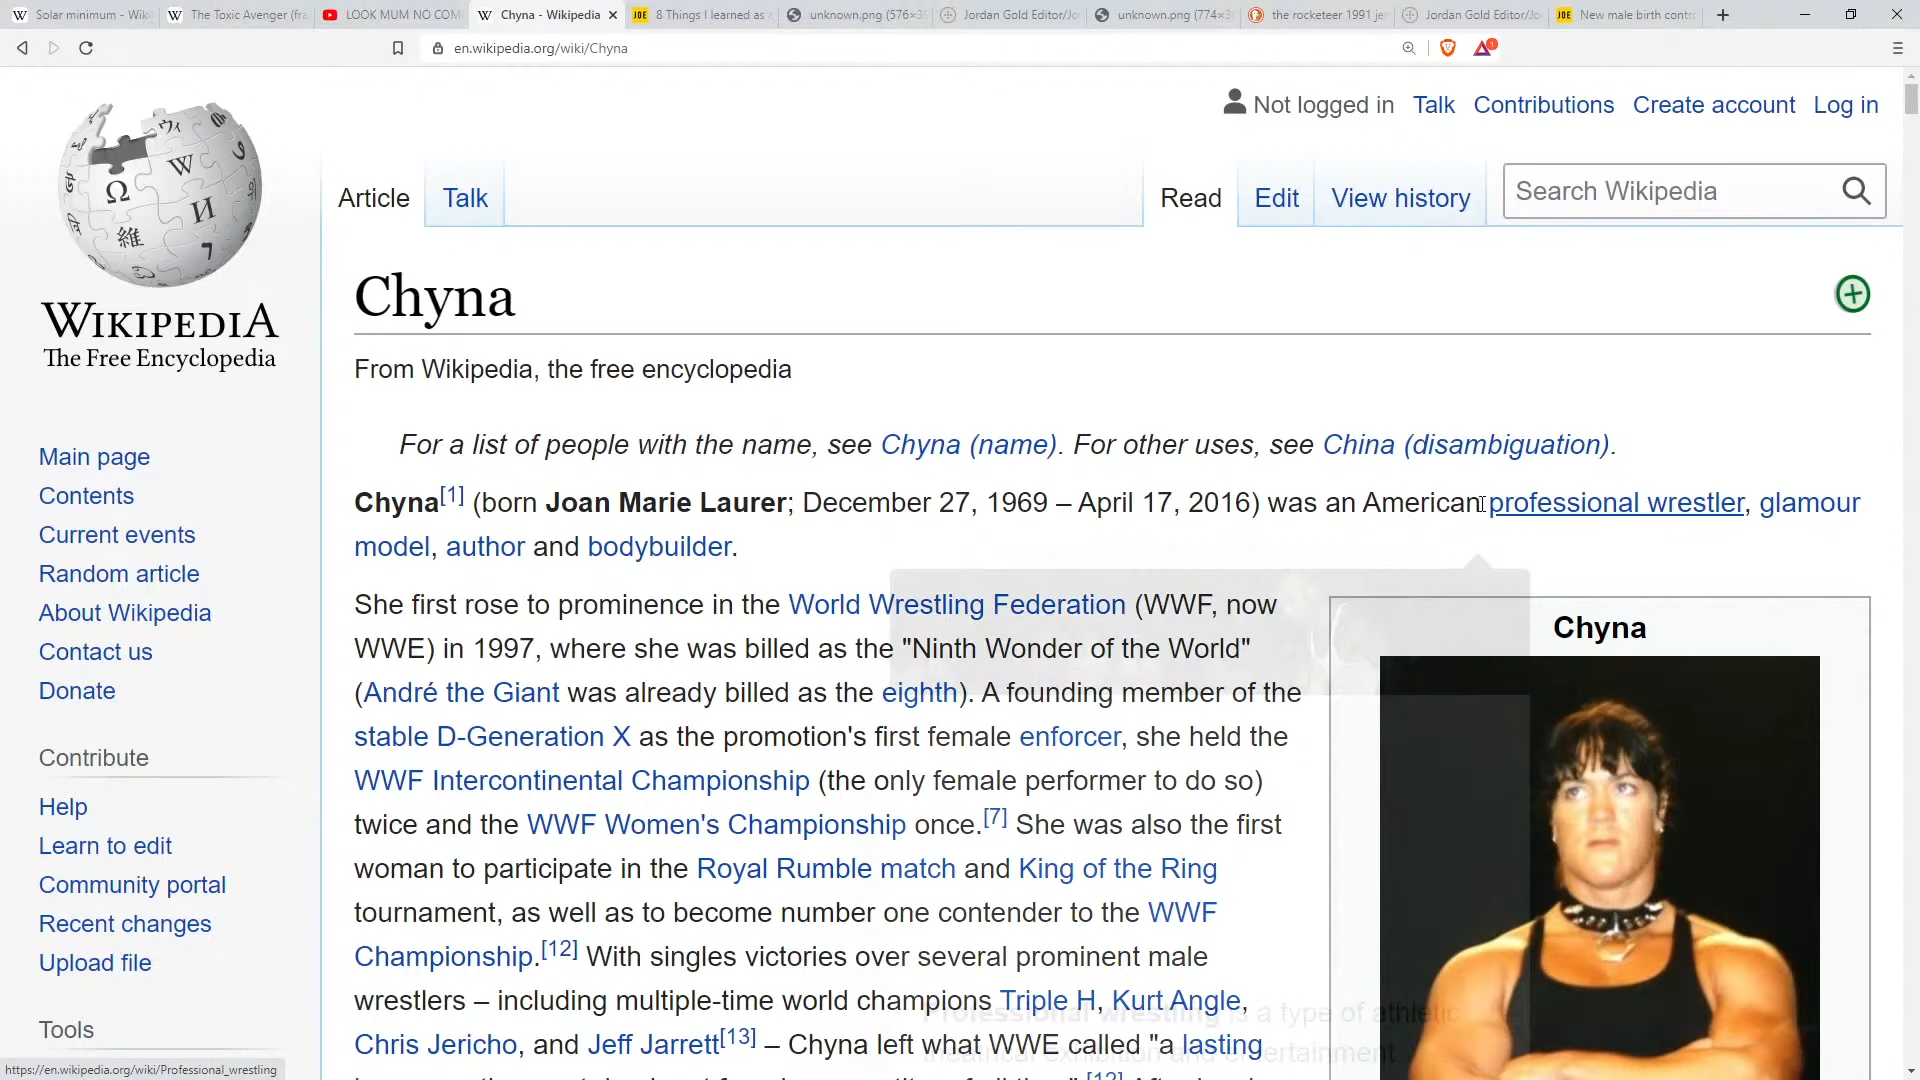 Solar minimum - Wiki
The Toxic Avenger (fra
LOOK MUM NO COM
Chyna - Wikipedia
JOE
8 Things I learned as a
unknown.png (576×3
Jordan Gold Editor/Jo
unknown.png (774×3
the rocketeer 1991 je
Jordan Gold Editor/Jo
JOE
New male birth contr
en.wikipedia.org/wiki/Chyna
1
Not logged in Talk Contributions Create account Log in
Article Talk Read Edit View history Search Wikipedia
WIKIPEDIA
The Free Encyclopedia
Main page
Contents
Current events
Random article
About Wikipedia
Contact us
Donate
Contribute
Help
Learn to edit
Community portal
Recent changes
Upload file
Tools
Chyna
From Wikipedia, the free encyclopedia
For a list of people with the name, see Chyna (name). For other uses, see China (disambiguation).
Chyna[1] (born Joan Marie Laurer; December 27, 1969 – April 17, 2016) was an American professional wrestler, glamour
model, author and bodybuilder.
She first rose to prominence in the World Wrestling Federation (WWF, now
WWE) in 1997, where she was billed as the "Ninth Wonder of the World"
(André the Giant was already billed as the eighth). A founding member of the
stable D-Generation X as the promotion's first female enforcer, she held the
WWF Intercontinental Championship (the only female performer to do so)
twice and the WWF Women's Championship once.[7] She was also the first
woman to participate in the Royal Rumble match and King of the Ring
tournament, as well as to become number one contender to the WWF
Championship.[12] With singles victories over several prominent male
wrestlers – including multiple-time world champions Triple H, Kurt Angle,
Chris Jericho, and Jeff Jarrett[13] – Chyna left what WWE called "a lasting
Chyna
Professional wrestling is a type of athletic
theatrical exhibition and entertainment
https://en.wikipedia.org/wiki/Professional_wrestling